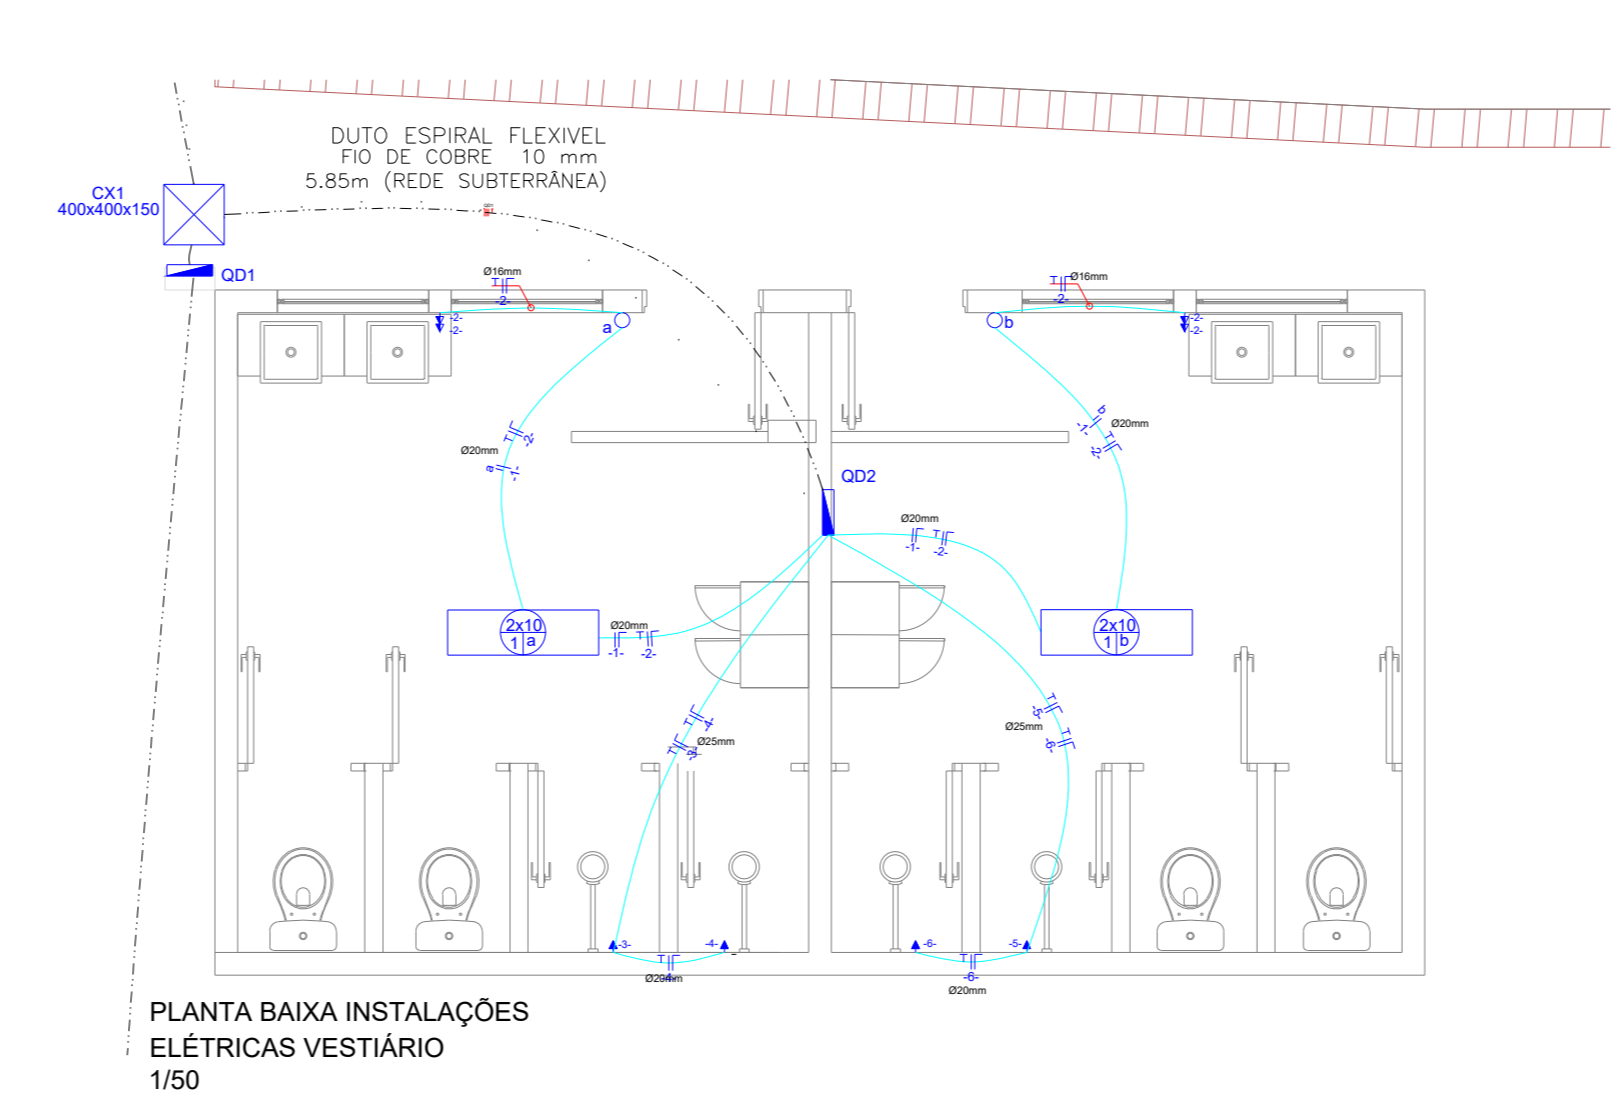 DUTO ESPIRAL FLEXIVEL
FIO DE COBRE 10 mm
5.85m (REDE SUBTERRÂNEA)
CX1
400x400x150
QD1
Ø16mm
T
-2-
-2-
-2-
a
Ø16mm
T
-2-
b
-2-
-2-
T
-2-
Ø20mm
a
-1-
b
-1-
Ø20mm
T
-2-
QD2
Ø20mm
-1-
T
-2-
2x10
1 a
Ø20mm
-1-
T
-2-
2x10
1 b
T
-4-
T
-3-
Ø25mm
T
-5-
Ø25mm
T
-6-
-3-
-4-
T
-4-
Ø20mm
-6-
-5-
T
-6-
Ø20mm
PLANTA BAIXA INSTALAÇÕES
ELÉTRICAS VESTIÁRIO
1/50